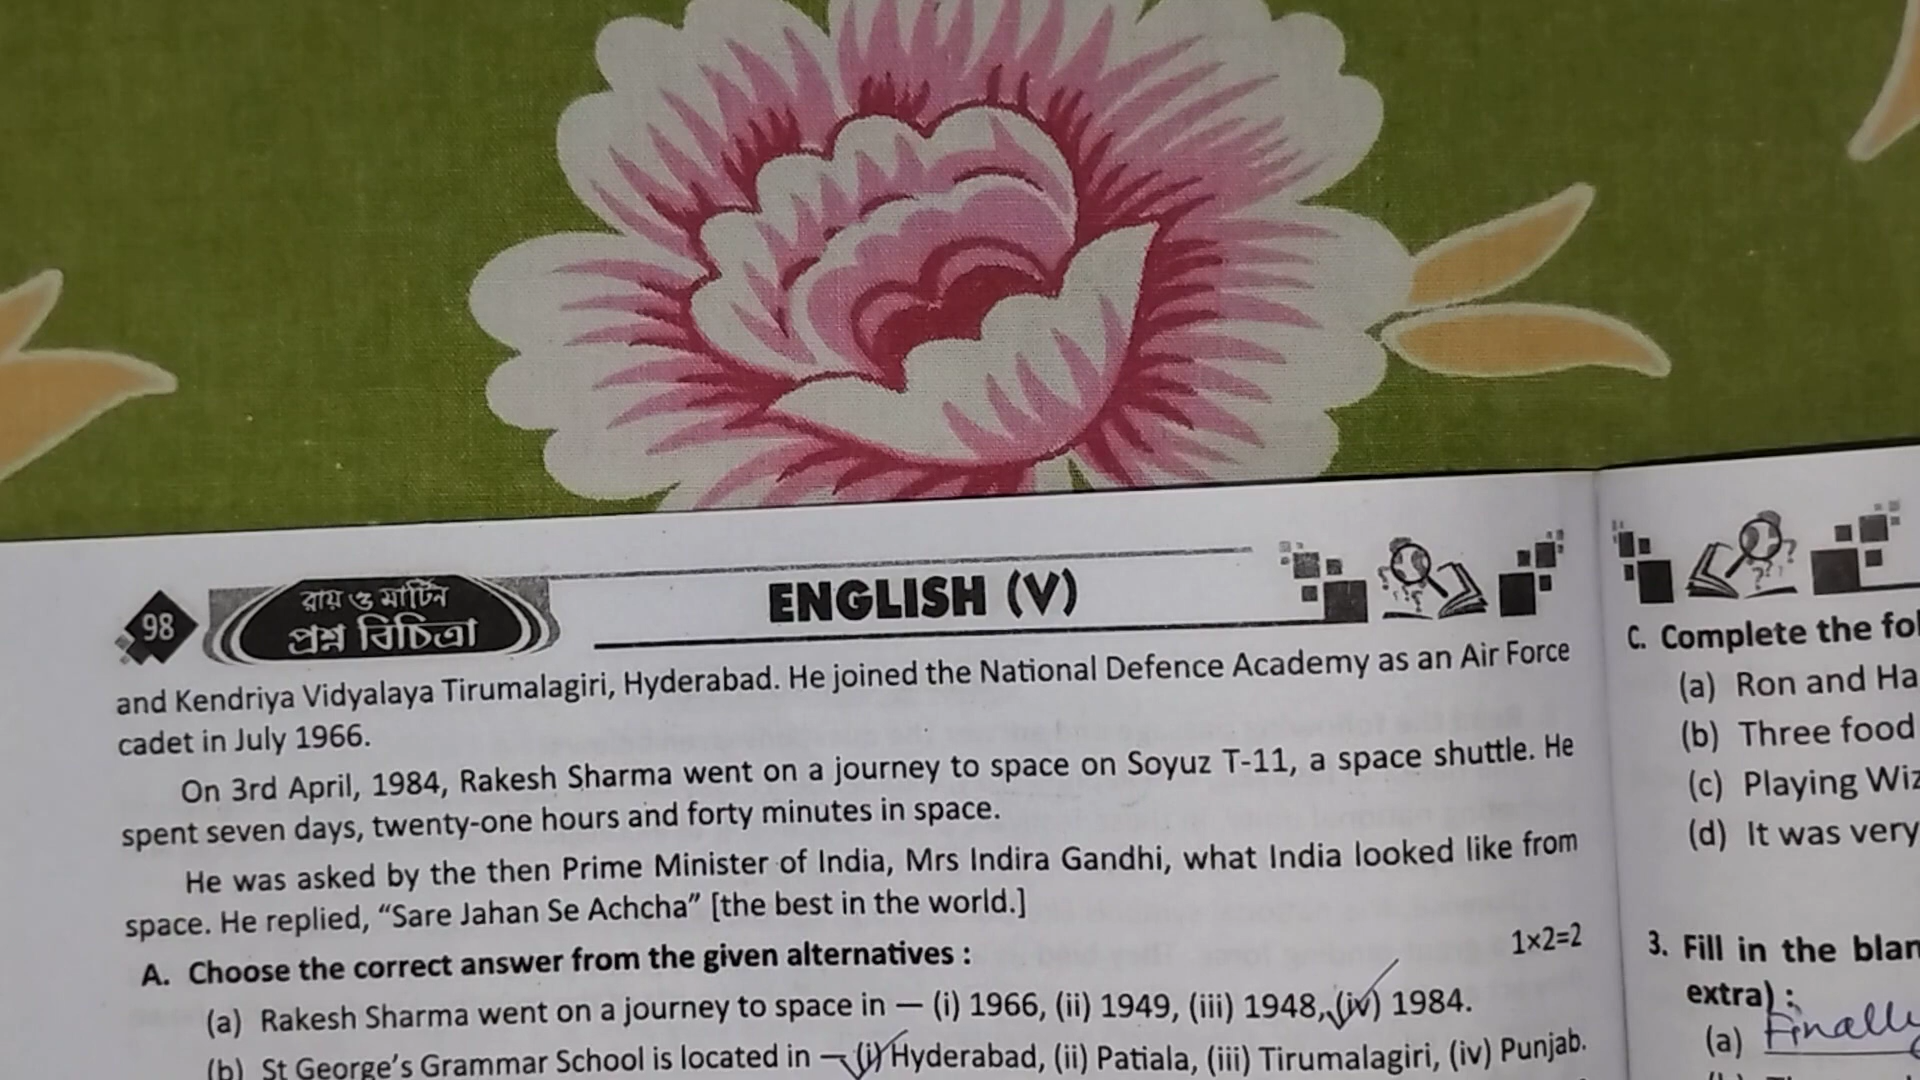 98
রায় ও মার্টিন
প্রশ্ন বিচিত্রা
ENGLISH (V)
and Kendriya Vidyalaya Tirumalagiri, Hyderabad. He joined the National Defence Academy as an Air Force
cadet in July 1966.
On 3rd April, 1984, Rakesh Sharma went on a journey to space on Soyuz T-11, a space shuttle. He
spent seven days, twenty-one hours and forty minutes in space.
He was asked by the then Prime Minister of India, Mrs Indira Gandhi, what India looked like from
space. He replied, “Sare Jahan Se Achcha” [the best in the world.]
A. Choose the correct answer from the given alternatives : 1×2=2
(a) Rakesh Sharma went on a journey to space in — (i) 1966, (ii) 1949, (iii) 1948, (iv) 1984.
(b) St George’s Grammar School is located in — (i) Hyderabad, (ii) Patiala, (iii) Tirumalagiri, (iv) Punjab.
C. Complete the fol
(a) Ron and Ha
(b) Three food
(c) Playing Wiz
(d) It was very
3. Fill in the blan
extra) :
(a) Finally